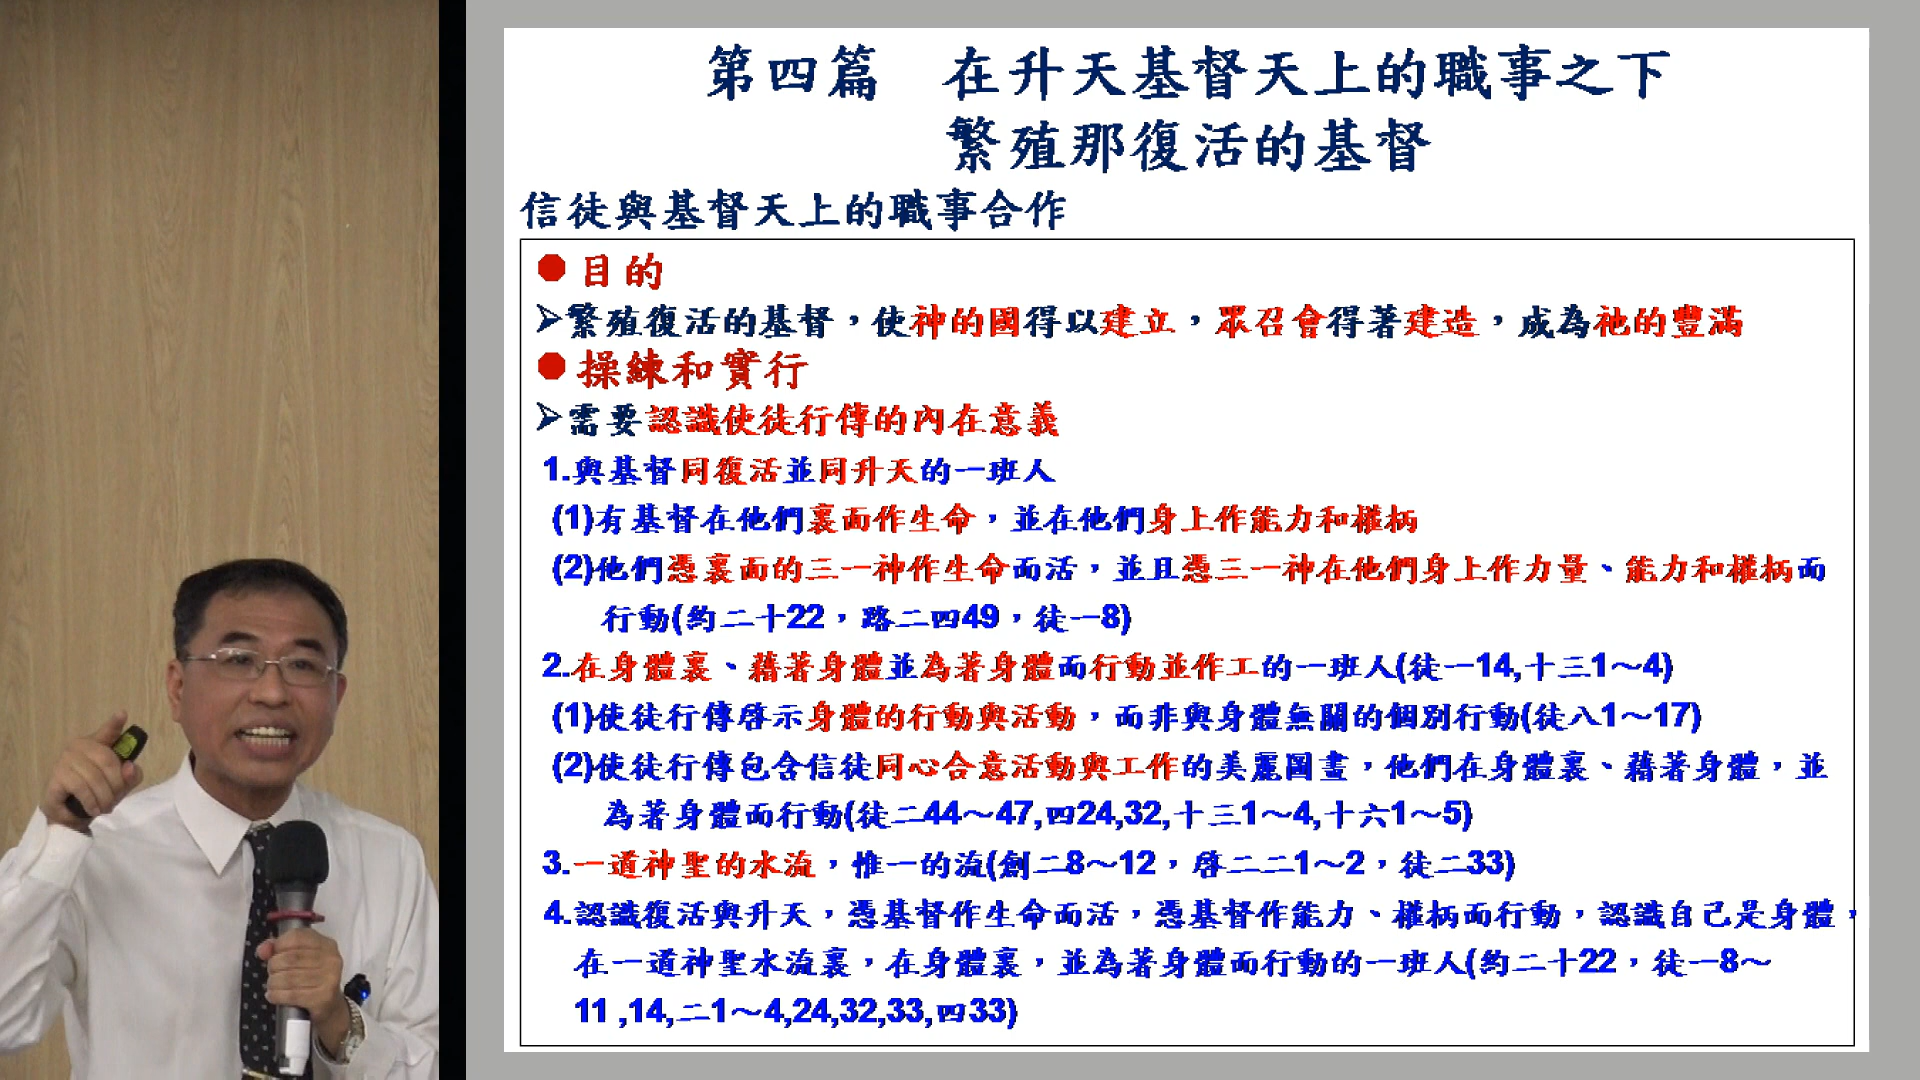 第四篇　在升天基督天上的職事之下
繁殖那復活的基督
信徒與基督天上的職事合作
●目的
➢繁殖復活的基督，使神的國得以建立，眾召會得著建造，成為祂的豐滿
●操練和實行
➢需要認識使徒行傳的內在意義
1.與基督同復活並同升天的一班人
(1)有基督在他們裏面作生命，並在他們身上作能力和權柄
(2)他們憑裏面的三一神作生命而活，並且憑三一神在他們身上作力量、能力和權柄而
行動(約二十22，路二四49，徒一8)
2.在身體裏、藉著身體並為著身體而行動並作工的一班人(徒一14,十三1～4)
(1)使徒行傳啓示身體的行動與活動，而非與身體無關的個別行動(徒八1～17)
(2)使徒行傳包含信徒同心合意活動與工作的美麗圖畫，他們在身體裏、藉著身體，並
為著身體而行動(徒二44～47,四24,32,十三1～4,十六1～5)
3.一道神聖的水流，惟一的流(創二8～12，啓二二1～2，徒二33)
4.認識復活與升天，憑基督作生命而活，憑基督作能力、權柄而行動，認識自己是身體，
在一道神聖水流裏，在身體裏，並為著身體而行動的一班人(約二十22，徒一8～
11 ,14,二1～4,24,32,33,四33)